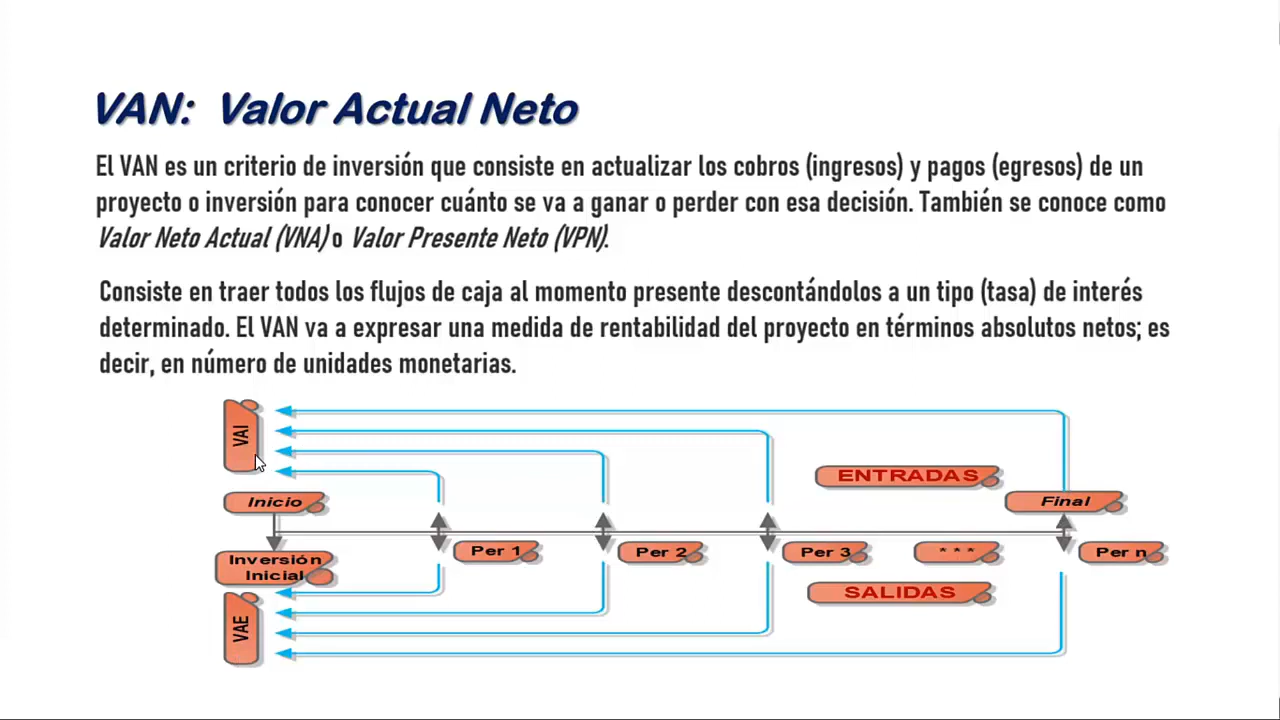 VAN: Valor Actual Neto
El VAN es un criterio de inversión que consiste en actualizar los cobros (ingresos) y pagos (egresos) de un
proyecto o inversión para conocer cuánto se va a ganar o perder con esa decisión. También se conoce como
Valor Neto Actual (VNA) o Valor Presente Neto (VPN).
Consiste en traer todos los flujos de caja al momento presente descontándolos a un tipo (tasa) de interés
determinado. El VAN va a expresar una medida de rentabilidad del proyecto en términos absolutos netos; es
decir, en número de unidades monetarias.
VAI
ENTRADAS
Inicio
Final
Per 1
Per 2
Per 3
* * *
Per n
Inversión
Inicial
SALIDAS
VAE